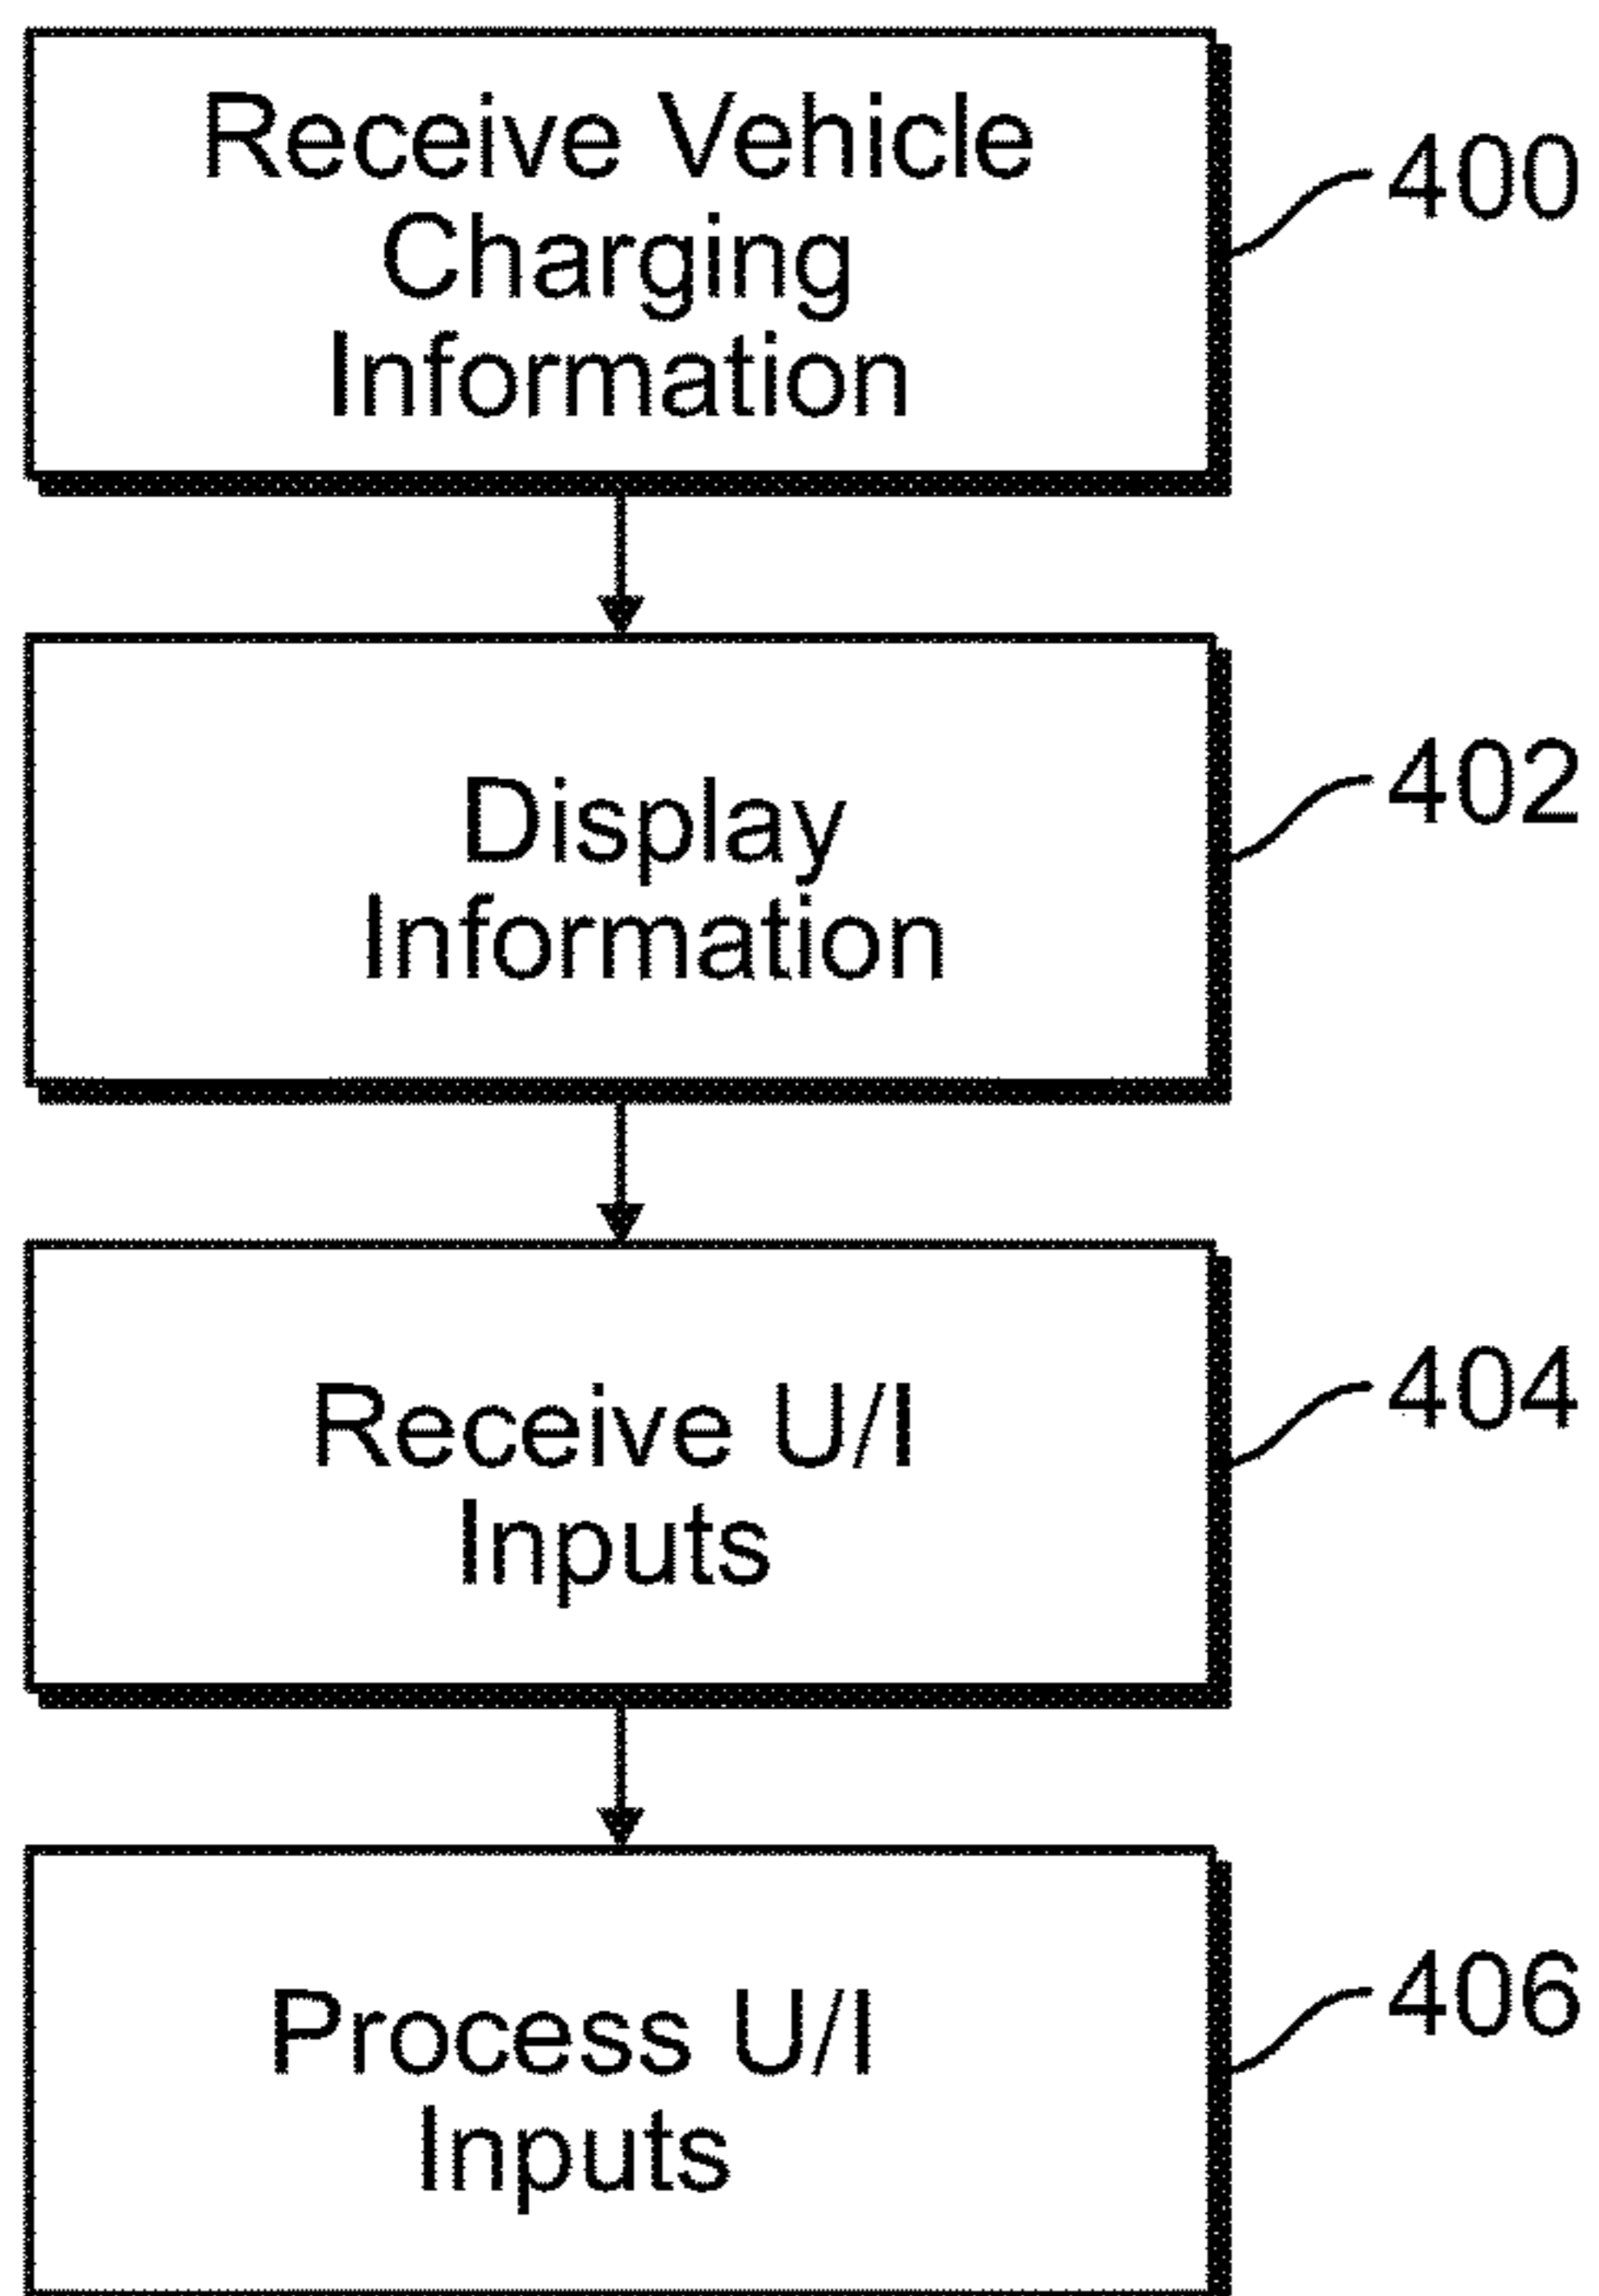 Receive Vehicle
Charging
Information
400
Display
Information
402
Receive U/I
Inputs
404
Process U/I
Inputs
406